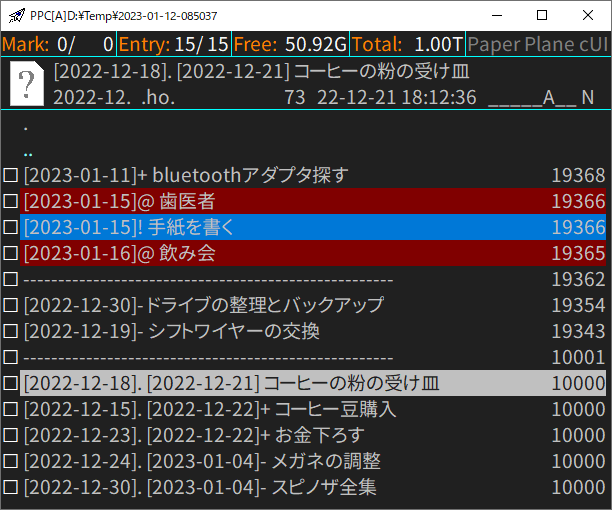 PPC[A]D:¥Temp¥2023-01-12-085037
Mark: 0/ 0 Entry: 15/ 15 Free: 50.92G Total: 1.00T Paper Plane cUI
[2022-12-18]. [2022-12-21] コーヒーの粉の受け皿
2022-12. .ho. 73 22-12-21 18:12:36 _____A__ N
.
..
[2023-01-11]+ bluetoothアダプタ探す 19368
[2023-01-15]@ 歯医者 19366
[2023-01-15]! 手紙を書く 19366
[2023-01-16]@ 飲み会 19365
-------------------------------------------------- 19362
[2022-12-30]- ドライブの整理とバックアップ 19354
[2022-12-19]- シフトワイヤーの交換 19343
-------------------------------------------------- 10001
[2022-12-18]. [2022-12-21] コーヒーの粉の受け皿 10000
[2022-12-15]. [2022-12-22]+ コーヒー豆購入 10000
[2022-12-23]. [2022-12-22]+ お金下ろす 10000
[2022-12-24]. [2023-01-04]- メガネの調整 10000
[2022-12-30]. [2023-01-04]- スピノザ全集 10000